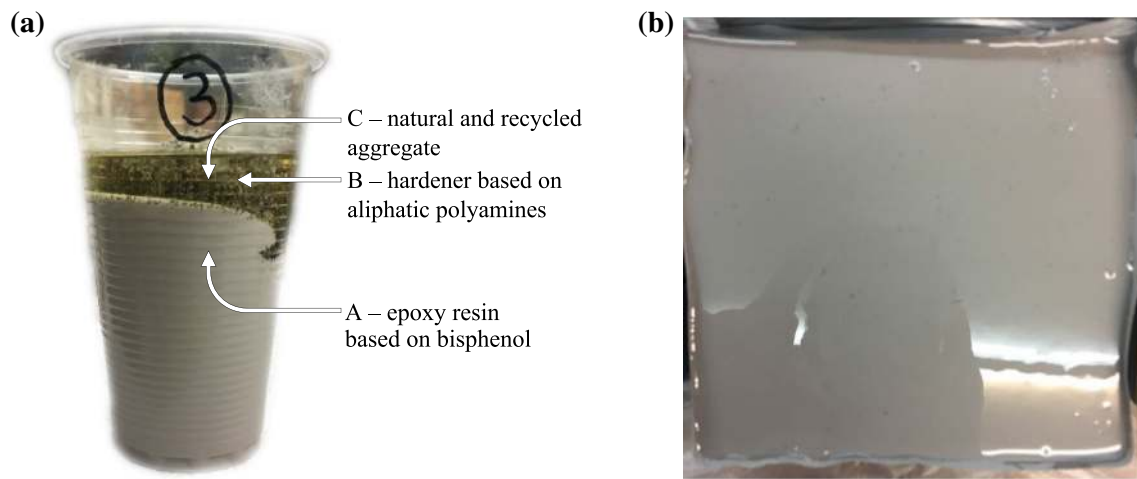 (a)
3
C – natural and recycled
aggregate
B – hardener based on
aliphatic polyamines
A – epoxy resin
based on bisphenol
(b)